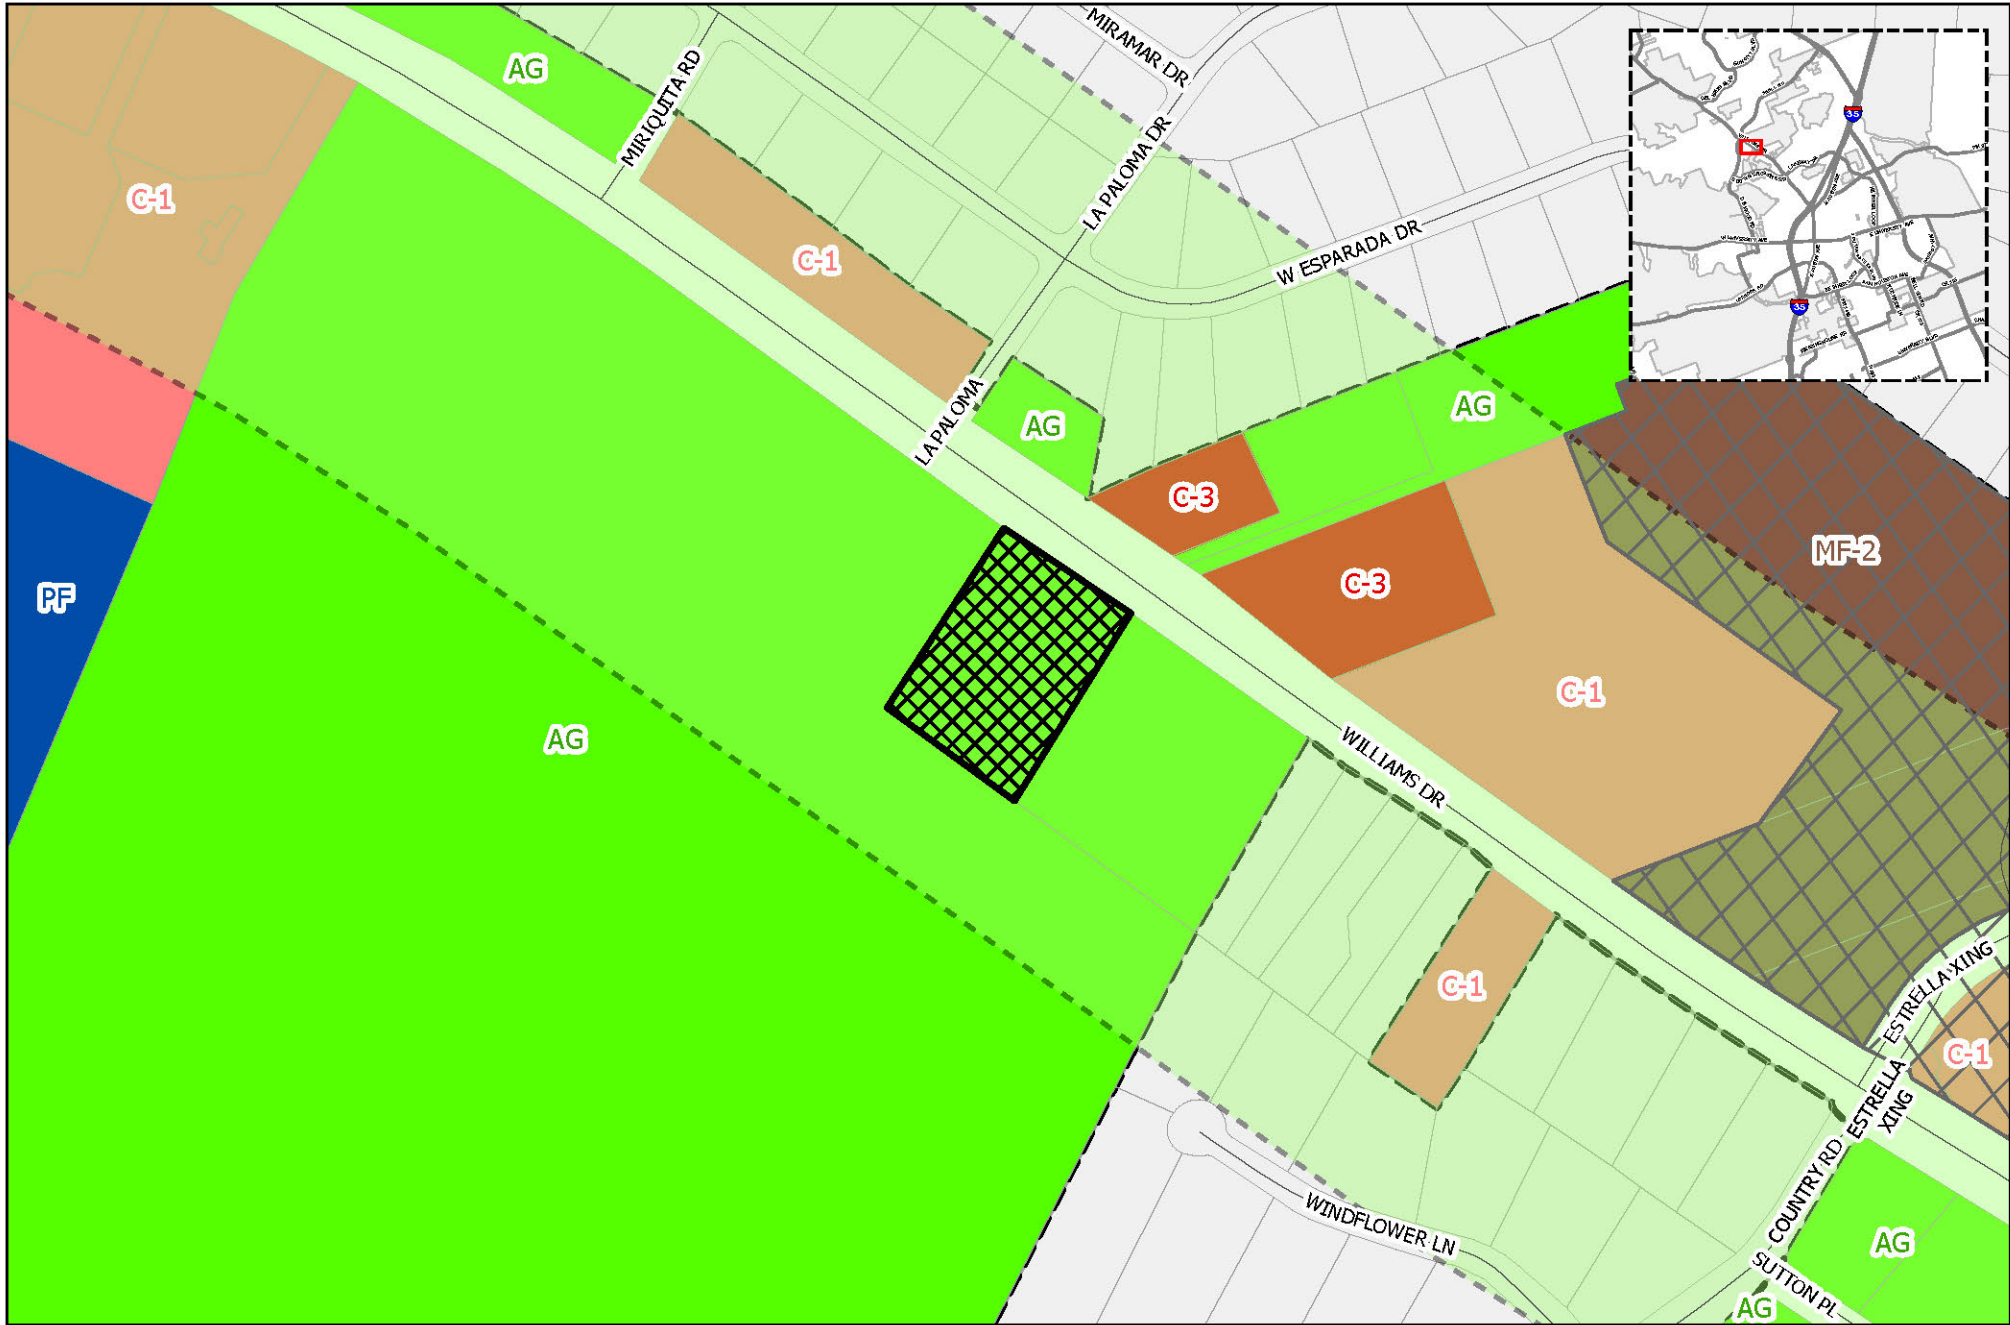 MIRAMAR DR
AG
MIRIQUITA RD
LA PALOMA DR
C-1
C-1
W ESPARADA DR
35
35
LA PALOMA
AG
AG
C-3
C-3
MF-2
PF
AG
C-1
WILLIAMS DR
C-1
ESTRELLA XING
C-1
ESTRELLA
XING
COUNTRY RD
WINDFLOWER LN
AG
SUTTON PL
AG